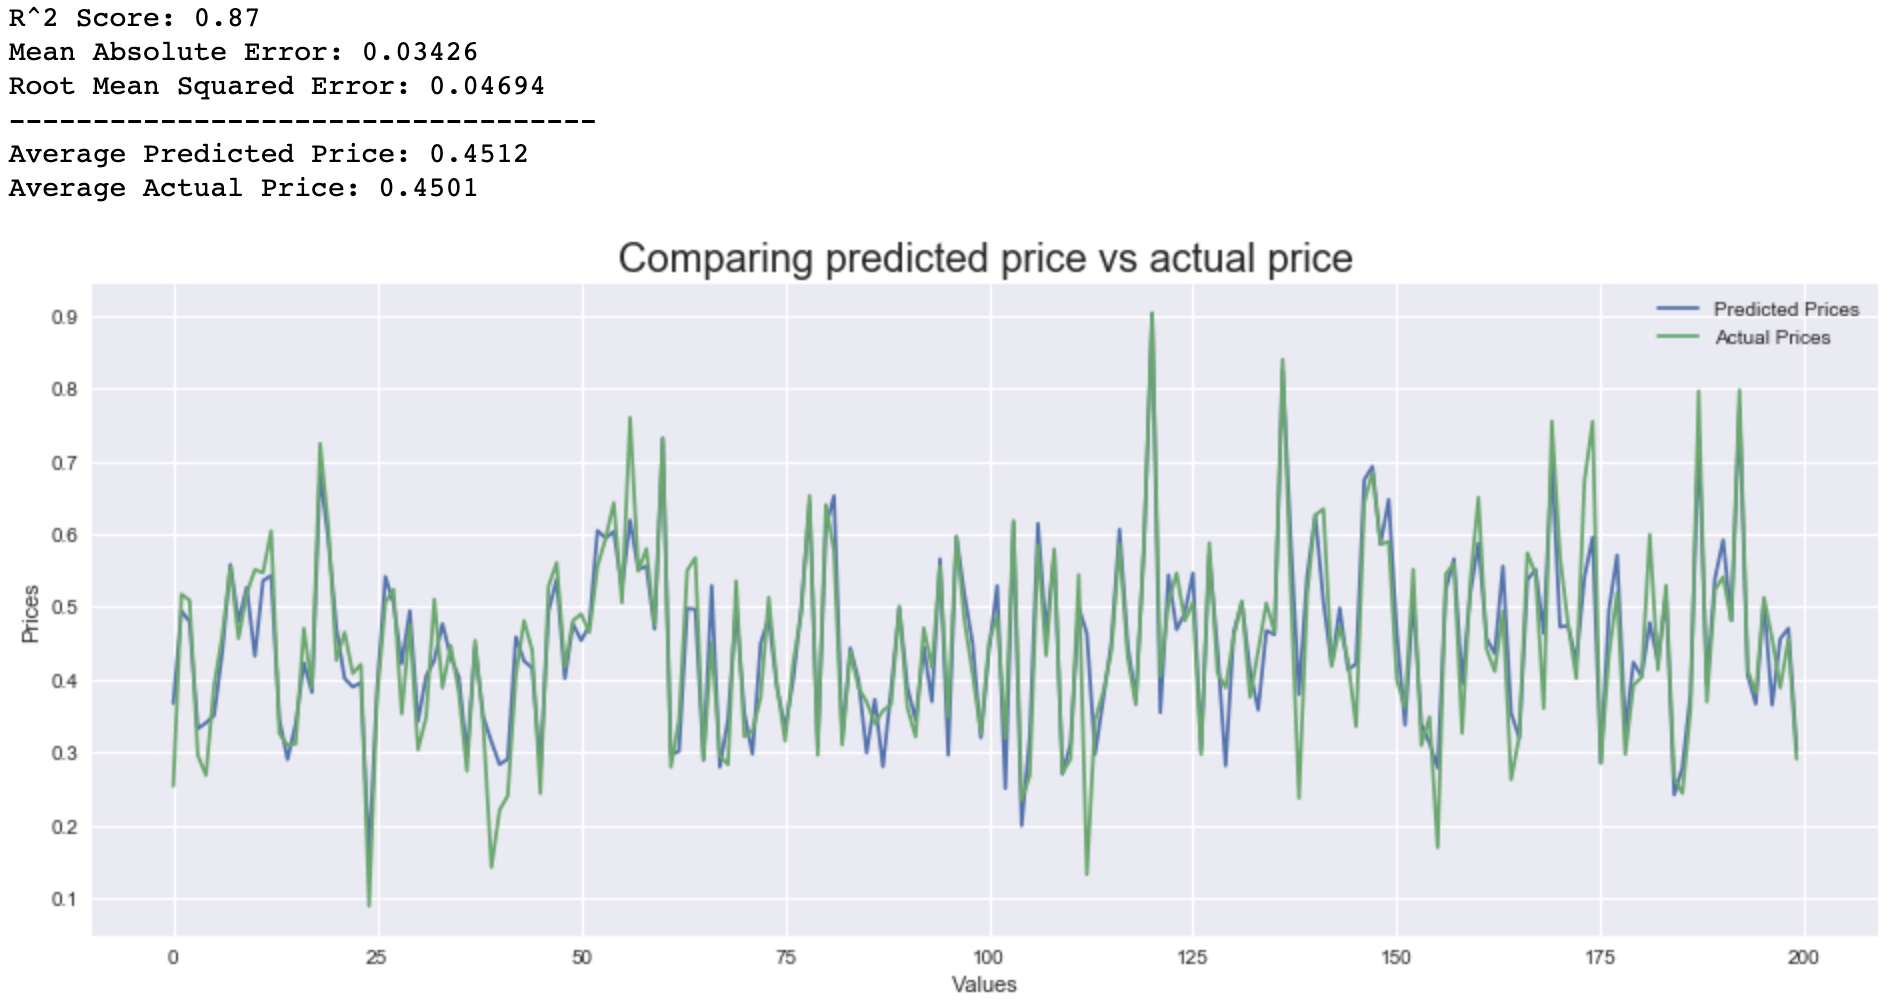 R^2 Score: 0.87
Mean Absolute Error: 0.03426
Root Mean Squared Error: 0.04694
-----------------------------------
Average Predicted Price: 0.4512
Average Actual Price: 0.4501
Comparing predicted price vs actual price
Predicted Prices
Actual Prices
0.9
0.8
0.7
0.6
0.5
0.4
0.3
0.2
0.1
Prices
0 25 50 75 100 125 150 175 200
Values